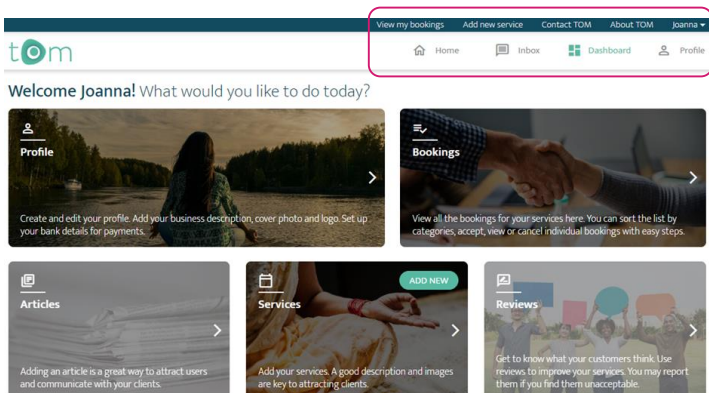 View my bookings Add new service Contact TOM About TOM Joanna
tom
Home Inbox Dashboard Profile
Welcome Joanna! What would you like to do today?
Profile
Create and edit your profile. Add your business description, cover photo and logo. Set up
your bank details for payments.
Bookings
View all the bookings for your services here. You can sort the list by
categories, accept, view or cancel individual bookings with easy steps.
Articles
Adding an article is a great way to attract users
and communicate with your clients.
ADD NEW
Services
Add your services. A good description and images
are key to attracting clients.
Reviews
Get to know what your customers think. Use
reviews to improve your services. You may report
them if you find them unacceptable.